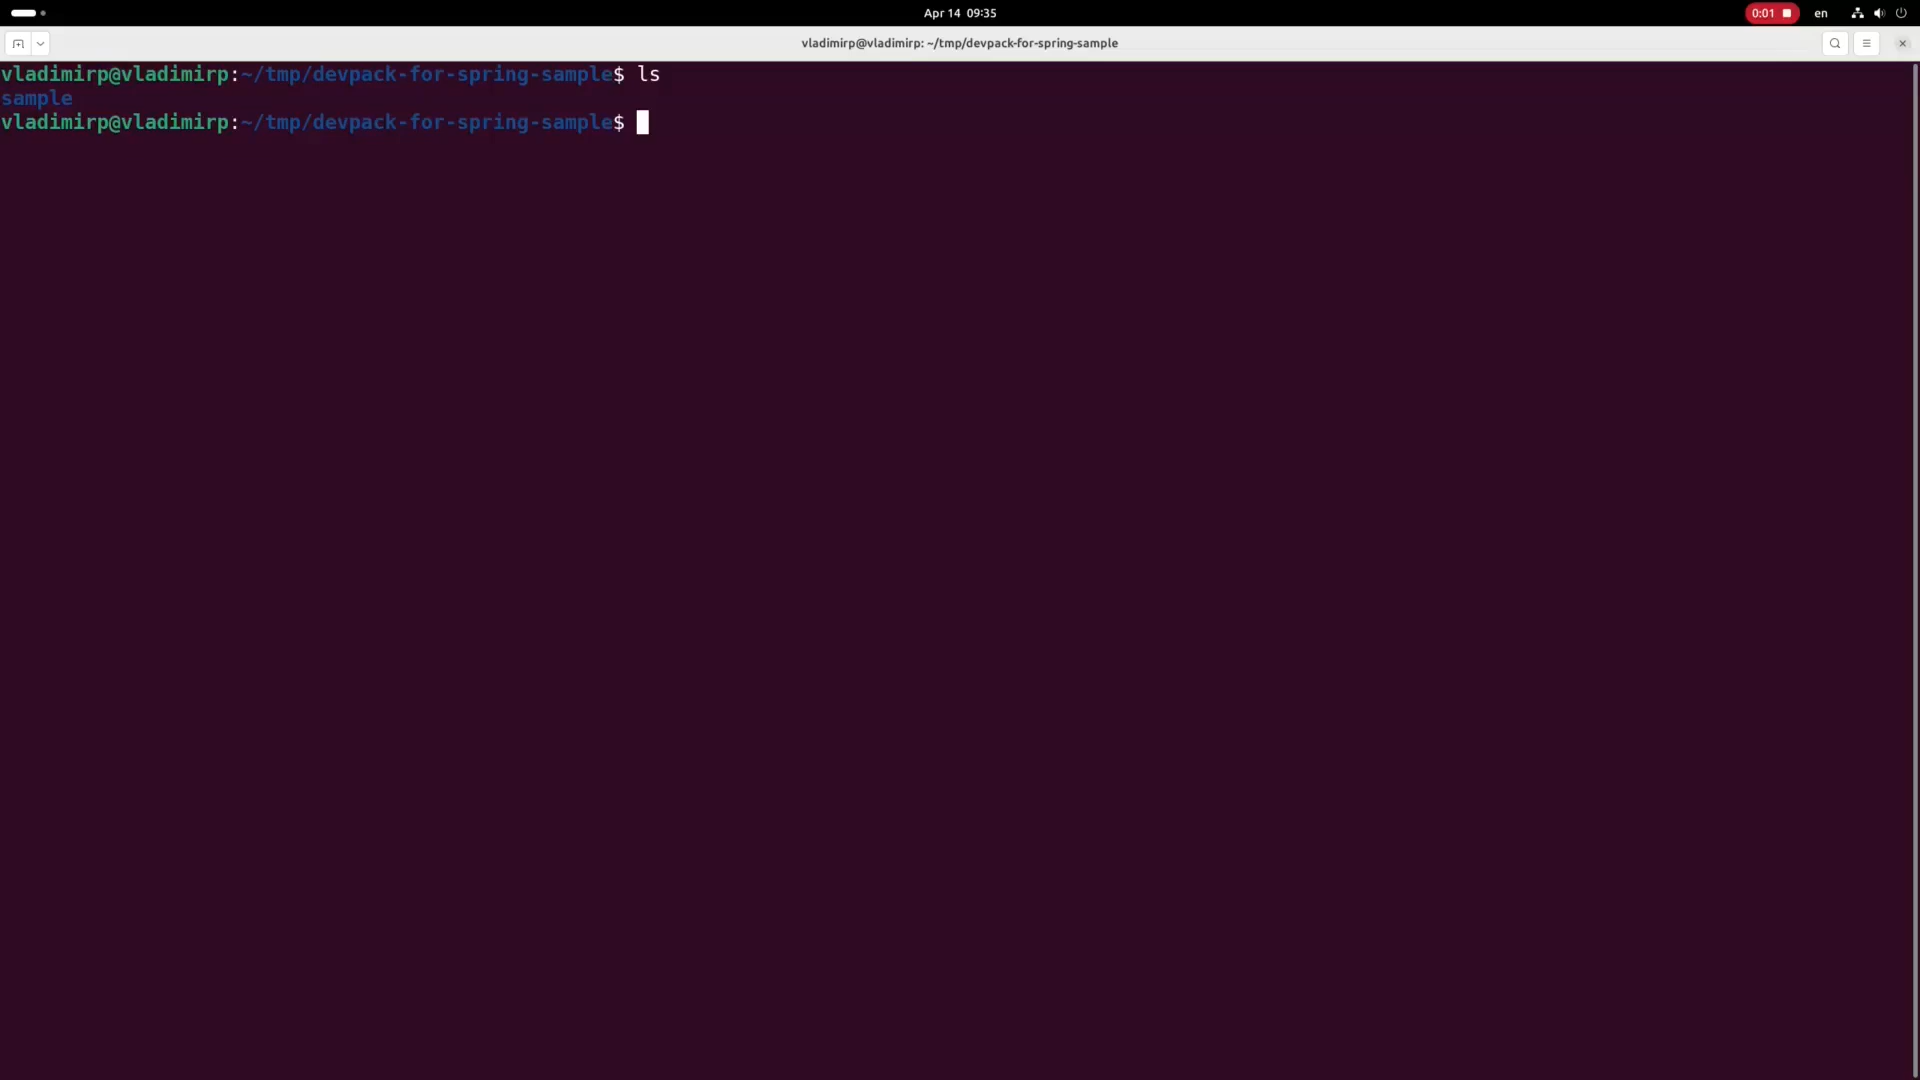 Apr 14 09:35
0:01
en
vladimirp@vladimirp: ~/tmp/devpack-for-spring-sample
vladimirp@vladimirp:~/tmp/devpack-for-spring-sample$ ls
sample
vladimirp@vladimirp:~/tmp/devpack-for-spring-sample$